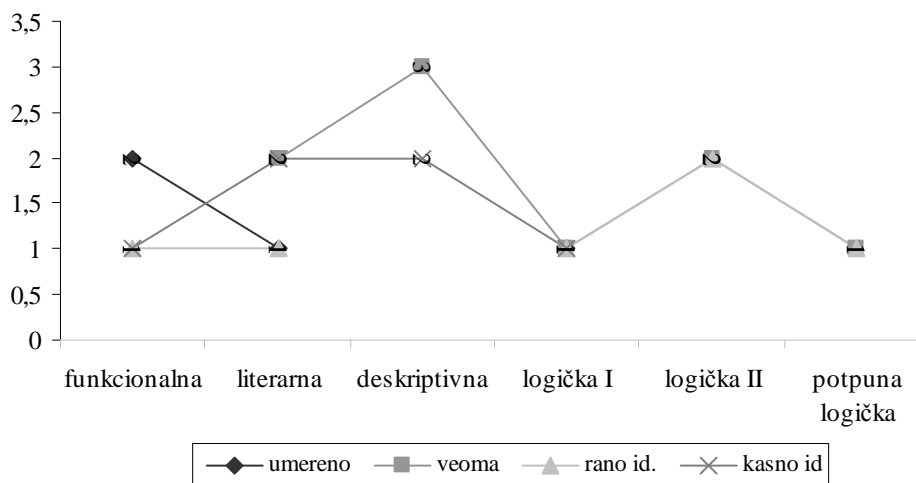 3,5
3
2,5
2
1,5
1
0,5
0
funkcionalna literarna deskriptivna logička I logička II potpuna
logička
umereno veoma rano id. kasno id